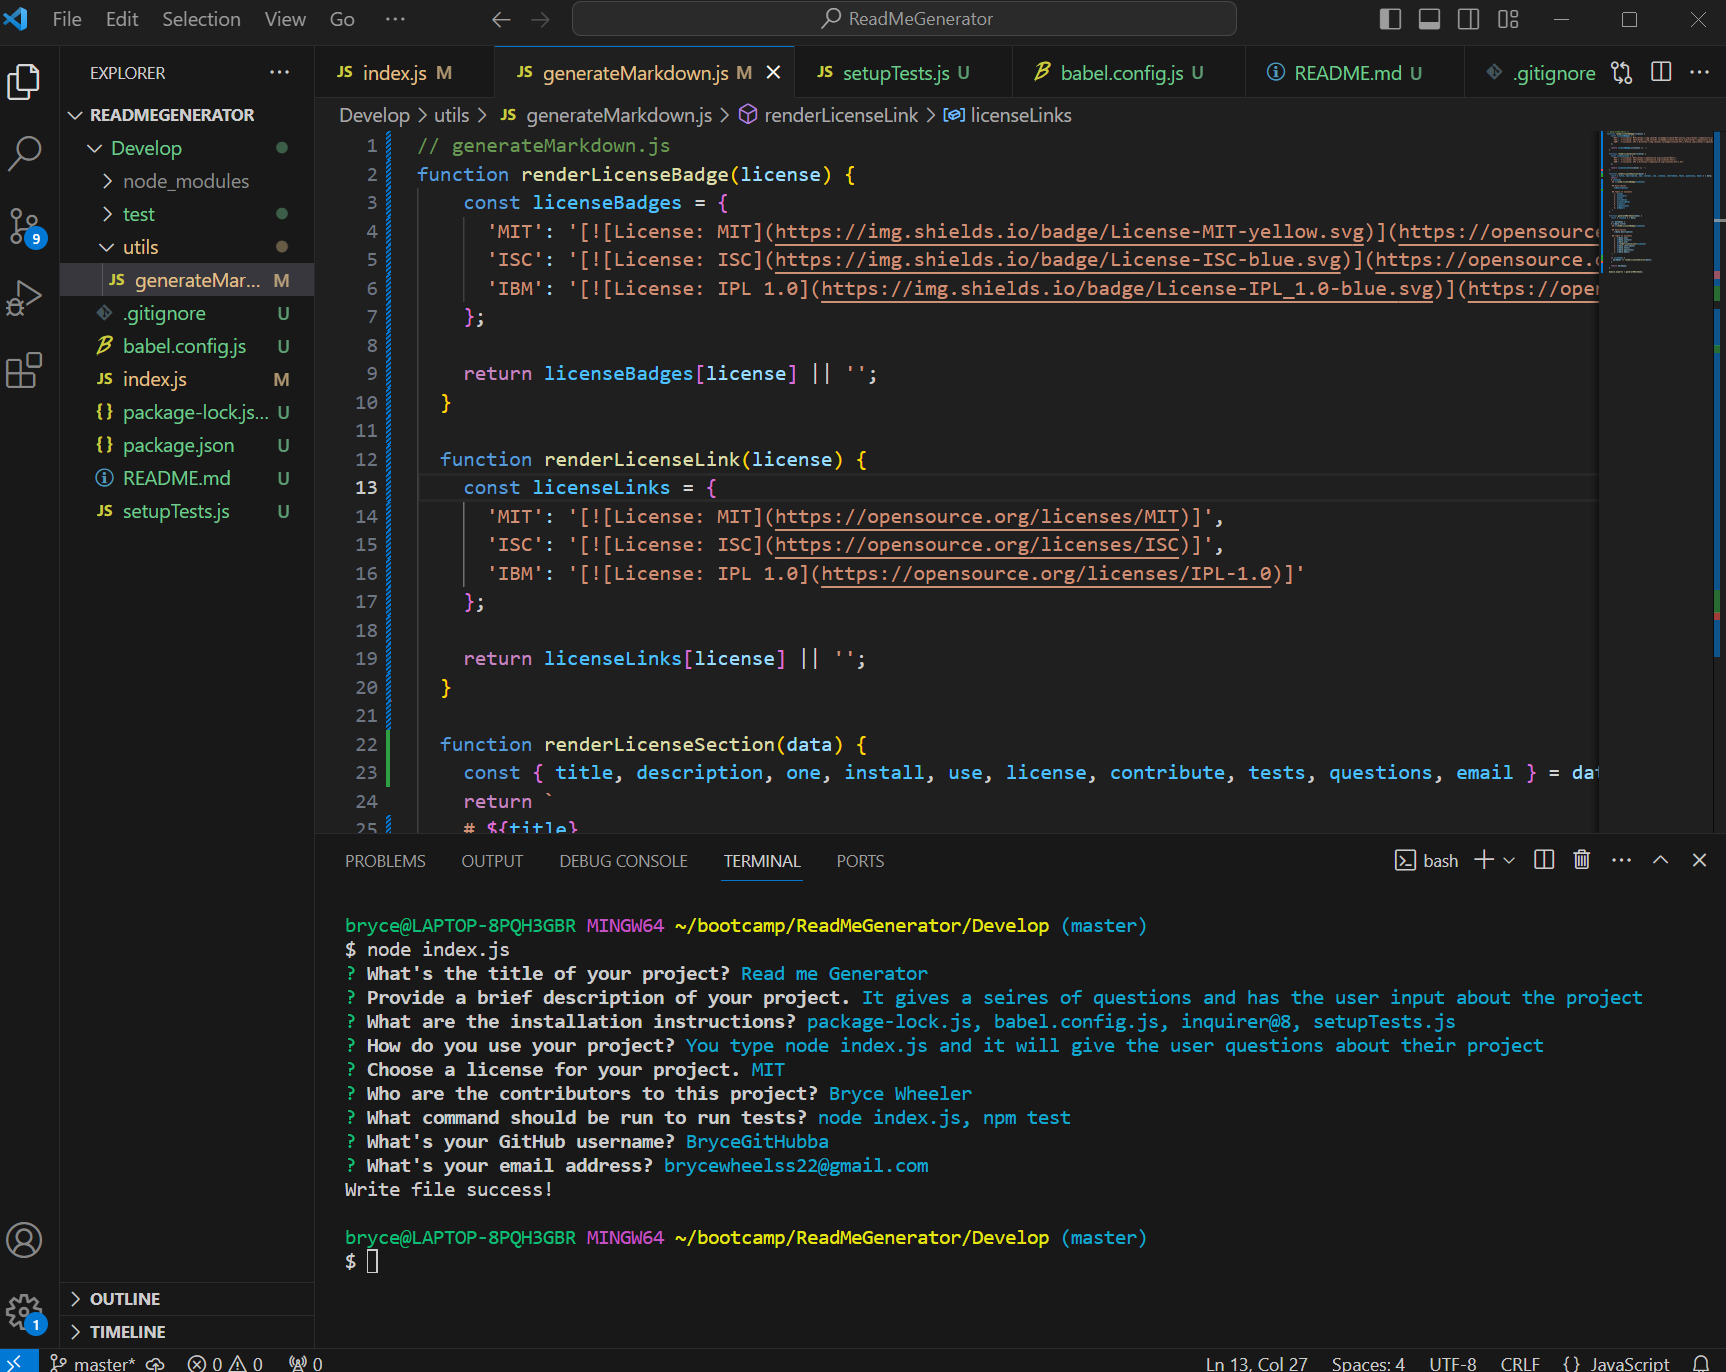 File Edit Selection View Go ··· ReadMeGenerator
EXPLORER ···
READMEGENERATOR
Develop
node_modules
test
utils
JS generateMar... M
.gitignore U
babel.config.js U
JS index.js M
{} package-lock.js... U
{} package.json U
README.md U
JS setupTests.js U
OUTLINE
TIMELINE
9
1
JS index.js M JS generateMarkdown.js M JS setupTests.js U babel.config.js U README.md U .gitignore
Develop > utils > JS generateMarkdown.js > renderLicenseLink > licenseLinks
1 // generateMarkdown.js
2 function renderLicenseBadge(license) {
3 const licenseBadges = {
4 'MIT': '[![License: MIT](https://img.shields.io/badge/License-MIT-yellow.svg)](https://opensourc
5 'ISC': '[![License: ISC](https://img.shields.io/badge/License-ISC-blue.svg)](https://opensource.
6 'IBM': '[![License: IPL 1.0](https://img.shields.io/badge/License-IPL_1.0-blue.svg)](https://ope
7 };
8
9 return licenseBadges[license] || '';
10 }
11
12 function renderLicenseLink(license) {
13 const licenseLinks = {
14 'MIT': '[![License: MIT](https://opensource.org/licenses/MIT)]',
15 'ISC': '[![License: ISC](https://opensource.org/licenses/ISC)]',
16 'IBM': '[![License: IPL 1.0](https://opensource.org/licenses/IPL-1.0)]'
17 };
18
19 return licenseLinks[license] || '';
20 }
21
22 function renderLicenseSection(data) {
23 const { title, description, one, install, use, license, contribute, tests, questions, email } = dat
24 return `
25 # ${title}
PROBLEMS OUTPUT DEBUG CONSOLE TERMINAL PORTS bash
bryce@LAPTOP-8PQH3GBR MINGW64 ~/bootcamp/ReadMeGenerator/Develop (master)
$ node index.js
? What's the title of your project? Read me Generator
? Provide a brief description of your project. It gives a seires of questions and has the user input about the project
? What are the installation instructions? package-lock.js, babel.config.js, inquirer@8, setupTests.js
? How do you use your project? You type node index.js and it will give the user questions about their project
? Choose a license for your project. MIT
? Who are the contributors to this project? Bryce Wheeler
? What command should be run to run tests? node index.js, npm test
? What's your GitHub username? BryceGitHubba
? What's your email address? brycewheelss22@gmail.com
Write file success!
bryce@LAPTOP-8PQH3GBR MINGW64 ~/bootcamp/ReadMeGenerator/Develop (master)
$
master* 0 0 0 Ln 13, Col 27 Spaces: 4 UTF-8 CRLF {} JavaScript